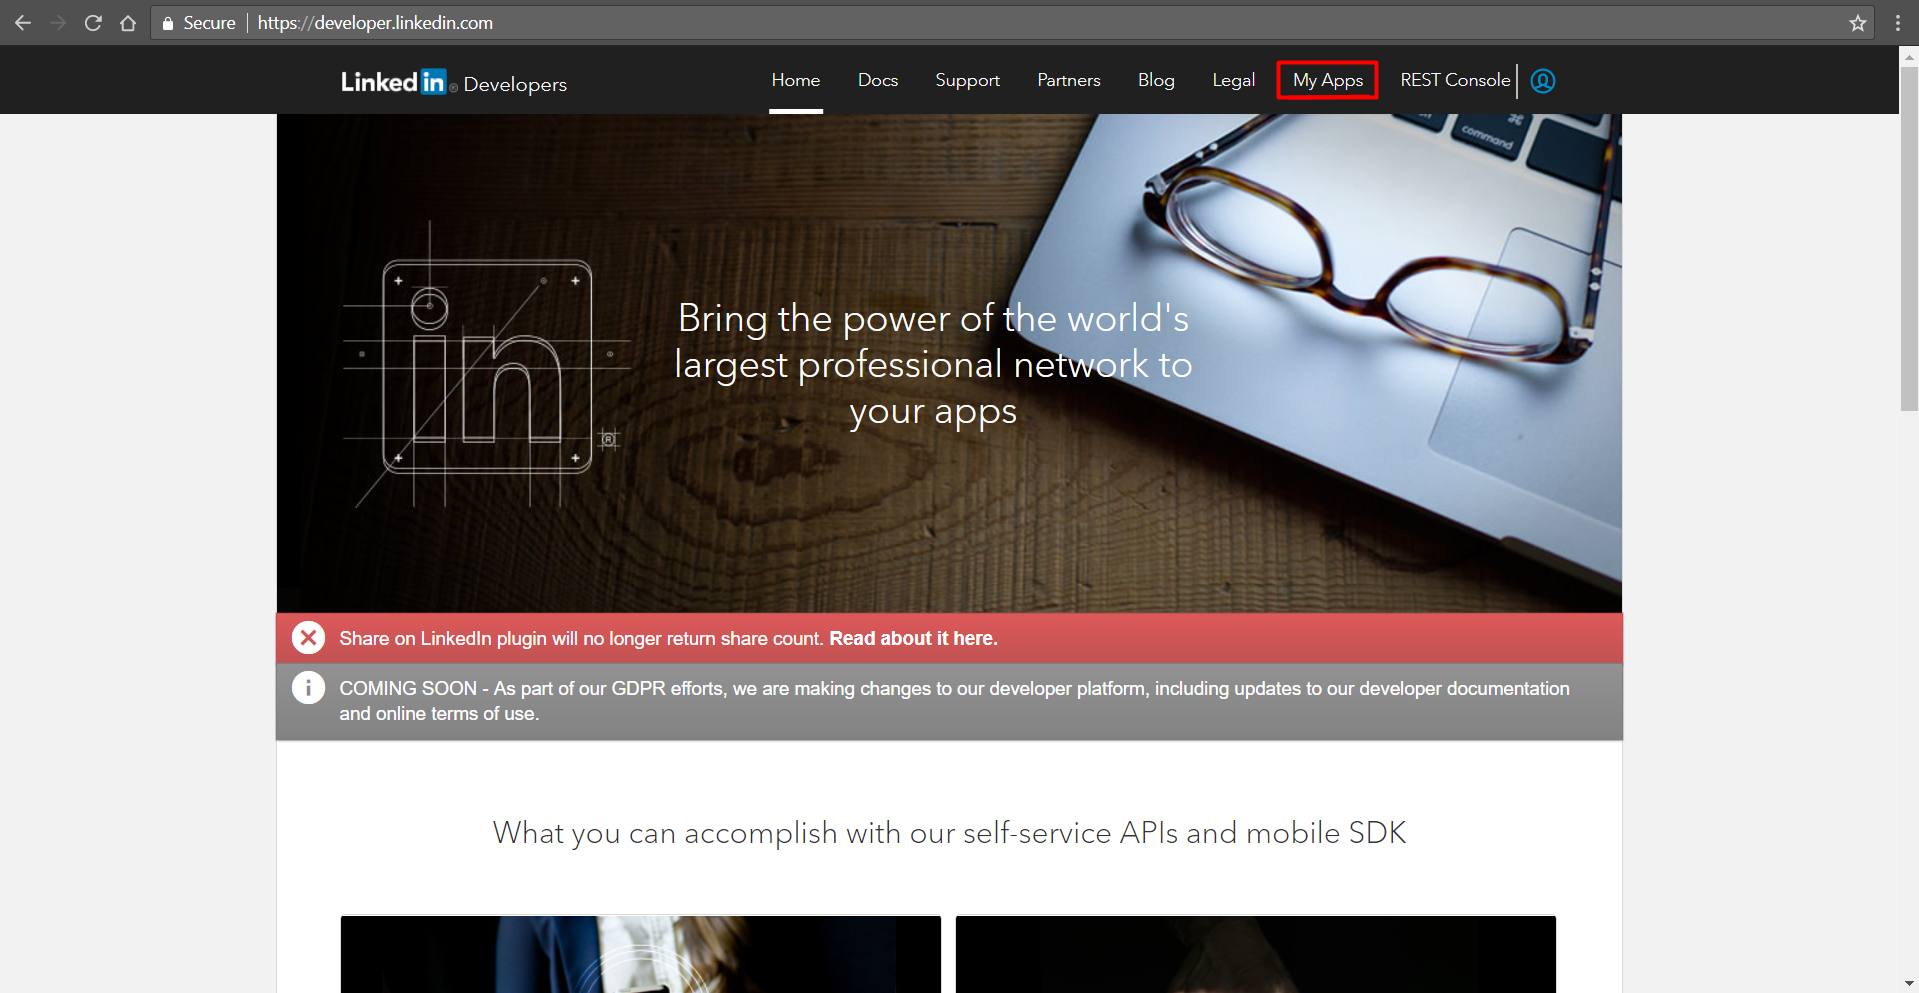 Secure https://developer.linkedin.com
Linked in ® Developers
Home Docs Support Partners Blog Legal My Apps REST Console
⌘
command
in
®
Bring the power of the world's
largest professional network to
your apps
Share on LinkedIn plugin will no longer return share count. Read about it here.
COMING SOON - As part of our GDPR efforts, we are making changes to our developer platform, including updates to our developer documentation
and online terms of use.
What you can accomplish with our self-service APIs and mobile SDK